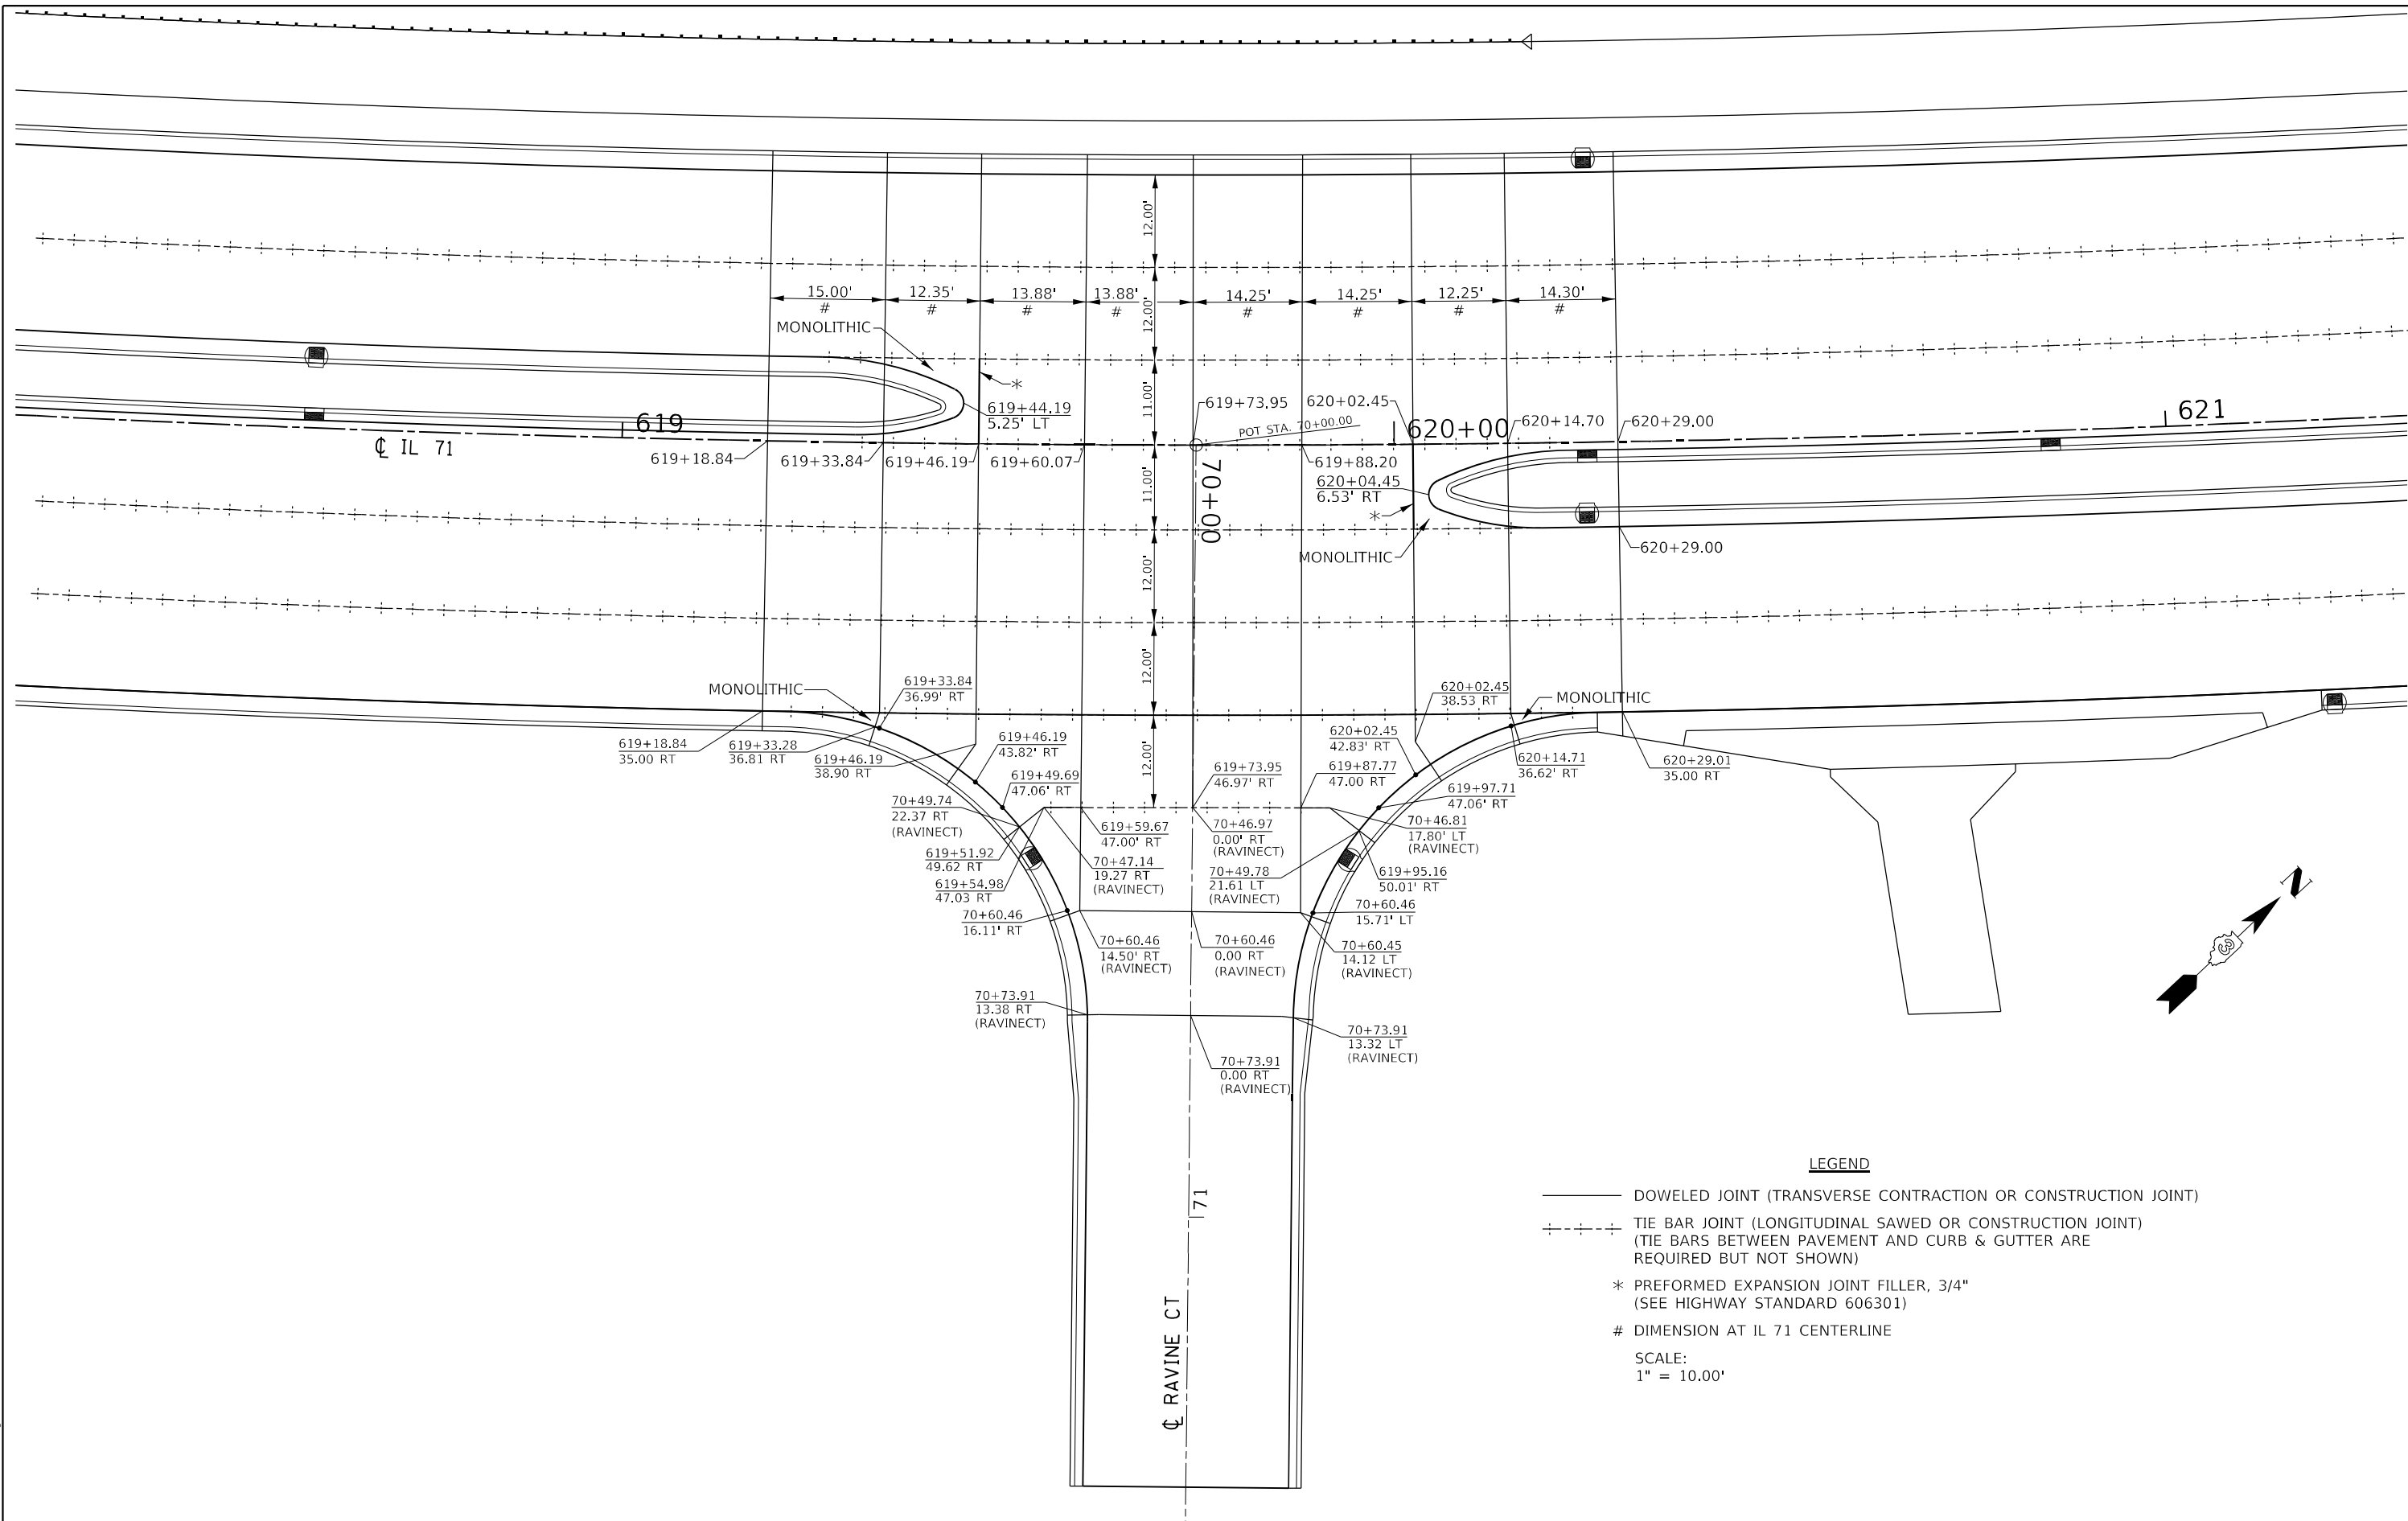 12.00'
15.00'
#
12.35'
#
13.88'
#
13.88'
#
12.00'
14.25'
#
14.25'
#
12.25'
#
14.30'
#
MONOLITHIC
*
11.00'
619+44.19
5.25' LT
619+73.95
620+02.45
POT STA. 70+00.00
620+00
620+14.70
620+29.00
621
619
℄ IL 71
619+18.84
619+33.84
619+46.19
619+60.07
619+88.20
70+00
11.00'
620+04.45
6.53' RT
*
MONOLITHIC
620+29.00
12.00'
12.00'
MONOLITHIC
619+33.84
36.99' RT
620+02.45
38.53 RT
MONOLITHIC
619+18.84
35.00 RT
619+33.28
36.81 RT
619+46.19
38.90 RT
619+46.19
43.82' RT
12.00'
620+02.45
42.83' RT
620+14.71
36.62' RT
620+29.01
35.00 RT
619+49.69
47.06' RT
619+73.95
46.97' RT
619+87.77
47.00' RT
619+97.71
47.06' RT
70+49.74
22.37 RT
(RAVINECT)
619+59.67
47.00' RT
70+46.97
0.00' RT
(RAVINECT)
70+46.81
17.80' LT
(RAVINECT)
619+51.92
49.62 RT
70+47.14
19.27 RT
(RAVINECT)
70+49.78
21.61 LT
(RAVINECT)
619+95.16
50.01' RT
619+54.98
47.03 RT
70+60.46
16.11' RT
70+60.46
15.71' LT
70+60.46
14.50' RT
(RAVINECT)
70+60.46
0.00 RT
(RAVINECT)
70+60.45
14.12 LT
(RAVINECT)
70+73.91
13.38 RT
(RAVINECT)
70+73.91
13.32 LT
(RAVINECT)
70+73.91
0.00 RT
(RAVINECT)
N
3
71
℄ RAVINE CT
LEGEND
DOWELED JOINT (TRANSVERSE CONTRACTION OR CONSTRUCTION JOINT)
TIE BAR JOINT (LONGITUDINAL SAWED OR CONSTRUCTION JOINT)
(TIE BARS BETWEEN PAVEMENT AND CURB & GUTTER ARE
REQUIRED BUT NOT SHOWN)
* PREFORMED EXPANSION JOINT FILLER, 3/4"
(SEE HIGHWAY STANDARD 606301)
# DIMENSION AT IL 71 CENTERLINE
SCALE:
1" = 10.00'